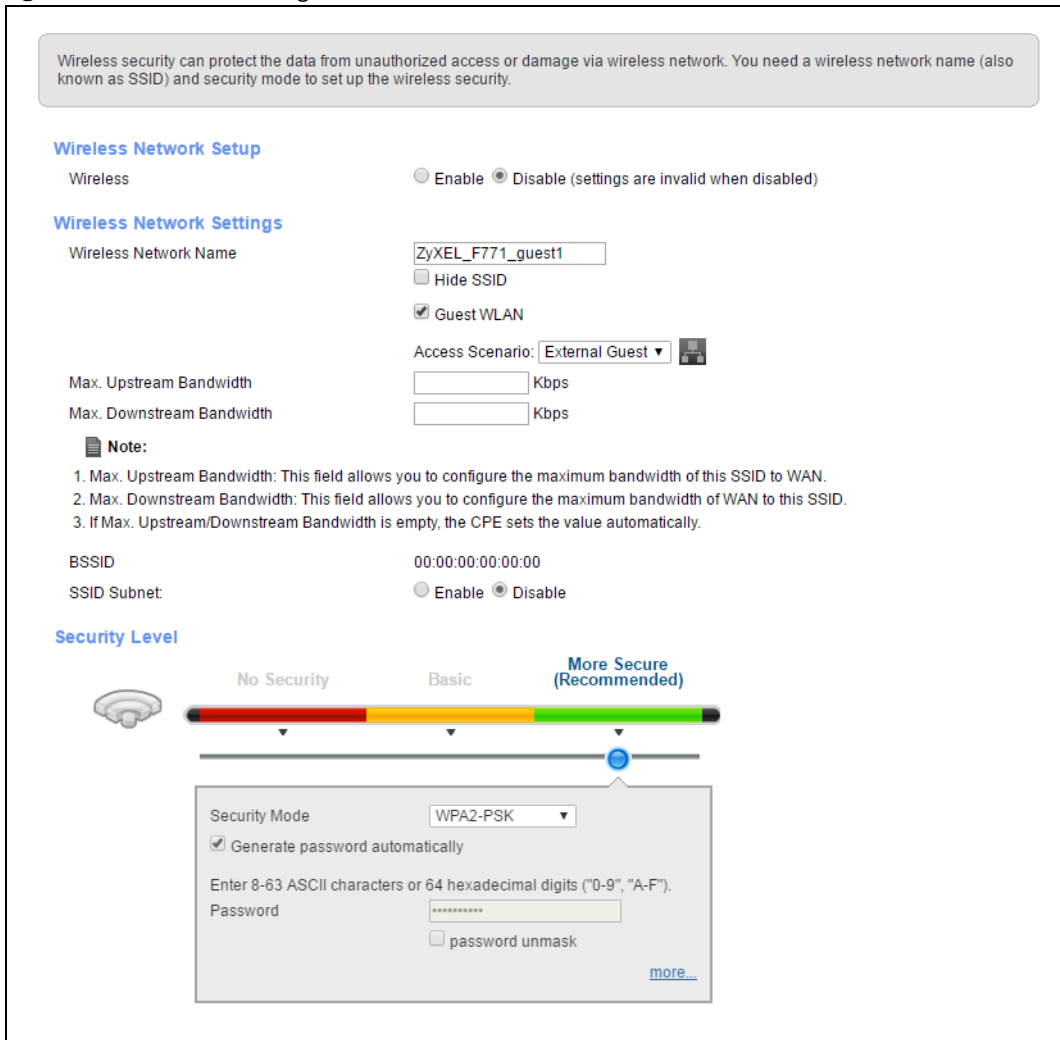 Wireless security can protect the data from unauthorized access or damage via wireless network. You need a wireless network name (also
known as SSID) and security mode to set up the wireless security.
Wireless Network Setup
Wireless Enable Disable (settings are invalid when disabled)
Wireless Network Settings
Wireless Network Name ZyXEL_F771_guest1
Hide SSID
Guest WLAN
Access Scenario: External Guest
Max. Upstream Bandwidth Kbps
Max. Downstream Bandwidth Kbps
Note:
1. Max. Upstream Bandwidth: This field allows you to configure the maximum bandwidth of this SSID to WAN.
2. Max. Downstream Bandwidth: This field allows you to configure the maximum bandwidth of WAN to this SSID.
3. If Max. Upstream/Downstream Bandwidth is empty, the CPE sets the value automatically.
BSSID 00:00:00:00:00:00
SSID Subnet: Enable Disable
Security Level
No Security Basic More Secure
(Recommended)
Security Mode WPA2-PSK
Generate password automatically
Enter 8-63 ASCII characters or 64 hexadecimal digits ("0-9", "A-F").
Password ••••••••••
password unmask
more...